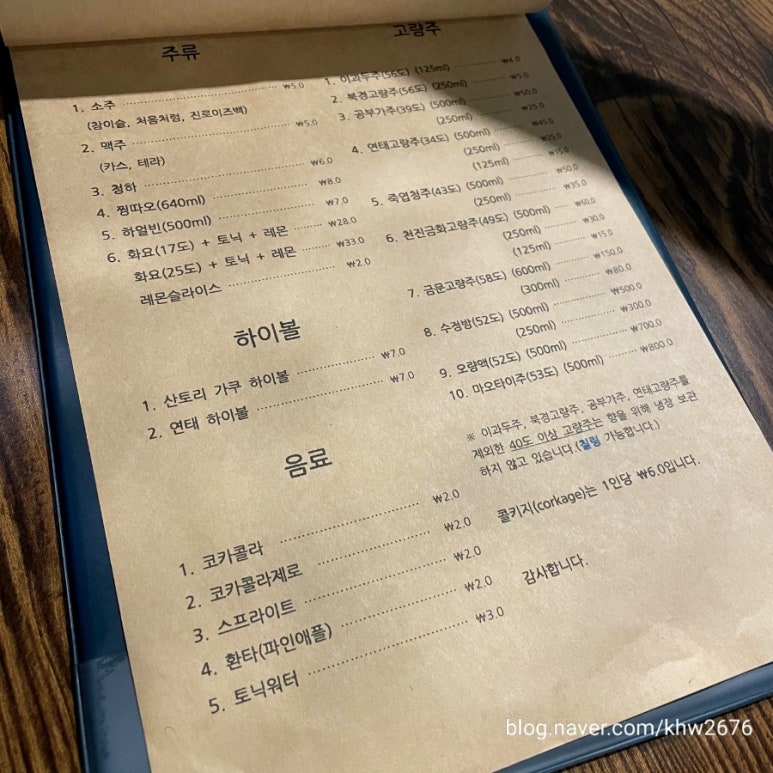 주류
1. 소주 ₩5.0
(참이슬, 처음처럼, 진로이즈백)
2. 맥주 ₩5.0
(카스, 테라)
3. 청하 ₩6.0
4. 찡따오(640ml) ₩8.0
5. 하얼빈(500ml) ₩7.0
6. 화요(17도) + 토닉 + 레몬 ₩28.0
화요(25도) + 토닉 + 레몬 ₩33.0
레몬슬라이스 ₩2.0
하이볼
1. 산토리 가쿠 하이볼 ₩7.0
2. 연태 하이볼 ₩7.0
음료
1. 코카콜라 ₩2.0
2. 코카콜라제로 ₩2.0
3. 스프라이트 ₩2.0
4. 환타(파인애플) ₩2.0
5. 토닉워터 ₩3.0
고량주
1. 이과두주(56도) (125ml) ₩4.0
2. 북경고량주(56도) (250ml) ₩5.0
3. 공부가주(39도) (500ml) ₩50.0
(250ml) ₩25.0
4. 연태고량주(34도) (500ml) ₩45.0
(250ml) ₩25.0
(125ml) ₩15.0
5. 죽엽청주(43도) (500ml) ₩50.0
(250ml) ₩35.0
6. 천진금화고량주(49도) (500ml) ₩60.0
(250ml) ₩30.0
(125ml) ₩15.0
7. 금문고량주(58도) (600ml) ₩150.0
(300ml) ₩80.0
8. 수정방(52도) (500ml) ₩500.0
(250ml) ₩300.0
9. 오량액(52도) (500ml) ₩700.0
10. 마오타이주(53도) (500ml) ₩800.0
※ 이과두주, 북경고량주, 공부가주, 연태고량주를
제외한 40도 이상 고량주는 향을 위해 냉장 보관
하지 않고 있습니다.(칠링 가능합니다.)
콜키지(corkage)는 1인당 ₩6.0입니다.
감사합니다.
blog.naver.com/khw2676